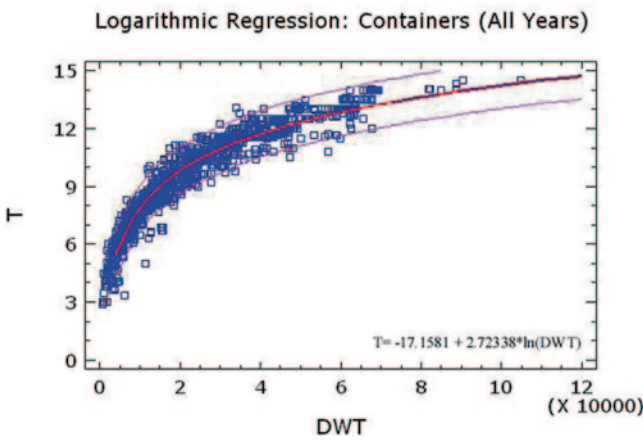 Logarithmic Regression: Containers (All Years)
15
12
9
6
3
0
T
T= -17.1581 + 2.72338*ln(DWT)
0 2 4 6 8 10 12
(X 10000)
DWT